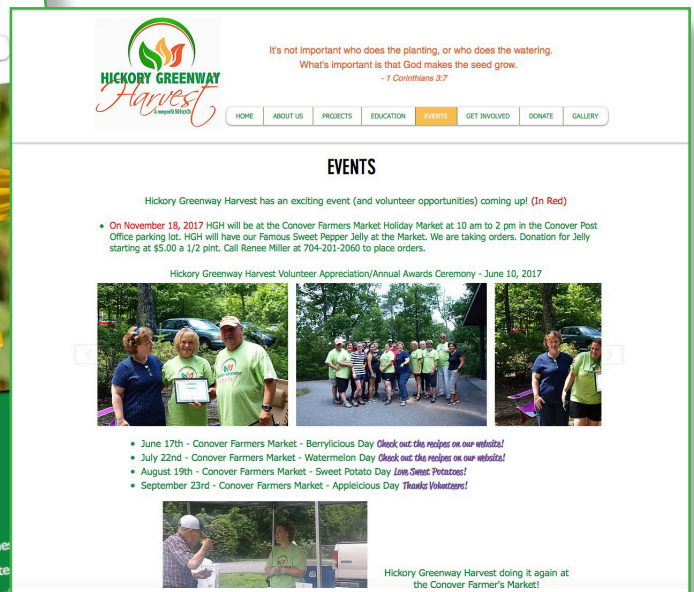 It's not important who does the planting, or who does the watering.
What's important is that God makes the seed grow.
- 1 Corinthians 3:7
HICKORY GREENWAY
Harvest
A nonprofit 501(c)(3)
HOME ABOUT US PROJECTS EDUCATION EVENTS GET INVOLVED DONATE GALLERY
EVENTS
Hickory Greenway Harvest has an exciting event (and volunteer opportunities) coming up! (In Red)
• On November 18, 2017 HGH will be at the Conover Farmers Market Holiday Market at 10 am to 2 pm in the Conover Post
Office parking lot. HGH will have our Famous Sweet Pepper Jelly at the Market. We are taking orders. Donation for Jelly
starting at $5.00 a 1/2 pint. Call Renee Miller at 704-201-2060 to place orders.
Hickory Greenway Harvest Volunteer Appreciation/Annual Awards Ceremony - June 10, 2017
• June 17th - Conover Farmers Market - Berrylicious Day Check out the recipes on our website!
• July 22nd - Conover Farmers Market - Watermelon Day Check out the recipes on our website!
• August 19th - Conover Farmers Market - Sweet Potato Day Love Sweet Potatoes!
• September 23rd - Conover Farmers Market - Appleicious Day Thanks Volunteers!
Hickory Greenway Harvest doing it again at
the Conover Farmer's Market!